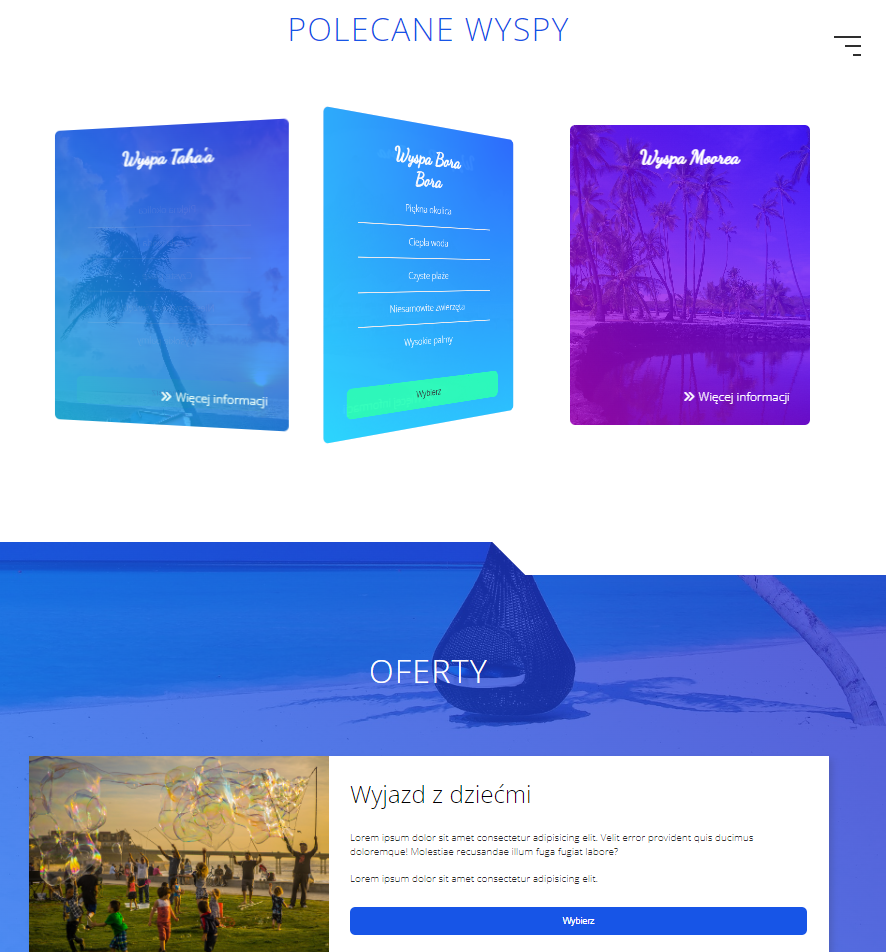 POLECANE WYSPY
Wyspa Taha'a
Więcej informacji
Wyspa Bora
Bora
Piękna okolica
Ciepła woda
Czyste plaże
Niesamowite zwierzęta
Wysokie palmy
Wybierz
Wyspa Moorea
Więcej informacji
OFERTY
Wyjazd z dziećmi
Lorem ipsum dolor sit amet consectetur adipisicing elit. Velit error provident quis ducimus
doloremque! Molestiae recusandae illum fuga fugiat labore?
Lorem ipsum dolor sit amet consectetur adipisicing elit.
Wybierz